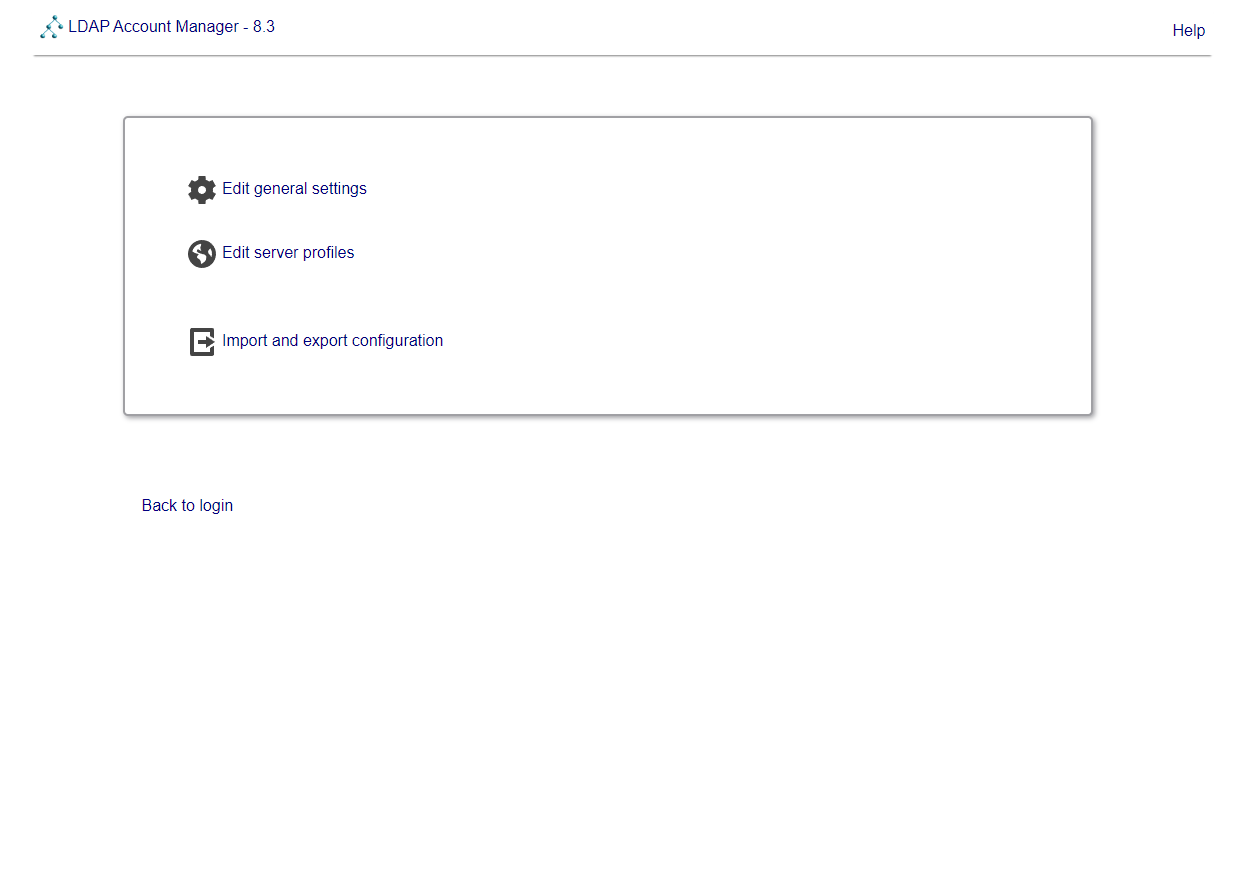 LDAP Account Manager - 8.3
Help
Edit general settings
Edit server profiles
Import and export configuration
Back to login